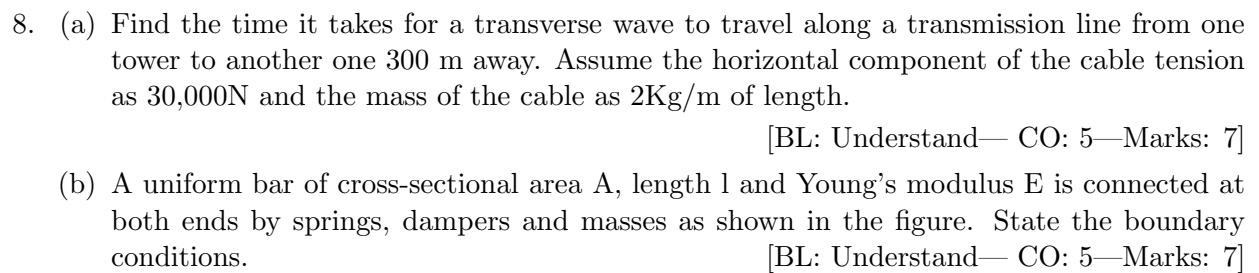 8. (a) Find the time it takes for a transverse wave to travel along a transmission line from one
tower to another one 300 m away. Assume the horizontal component of the cable tension
as 30,000N and the mass of the cable as 2Kg/m of length.
[BL: Understand— CO: 5—Marks: 7]
(b) A uniform bar of cross-sectional area A, length l and Young's modulus E is connected at
both ends by springs, dampers and masses as shown in the figure. State the boundary
conditions. [BL: Understand— CO: 5—Marks: 7]